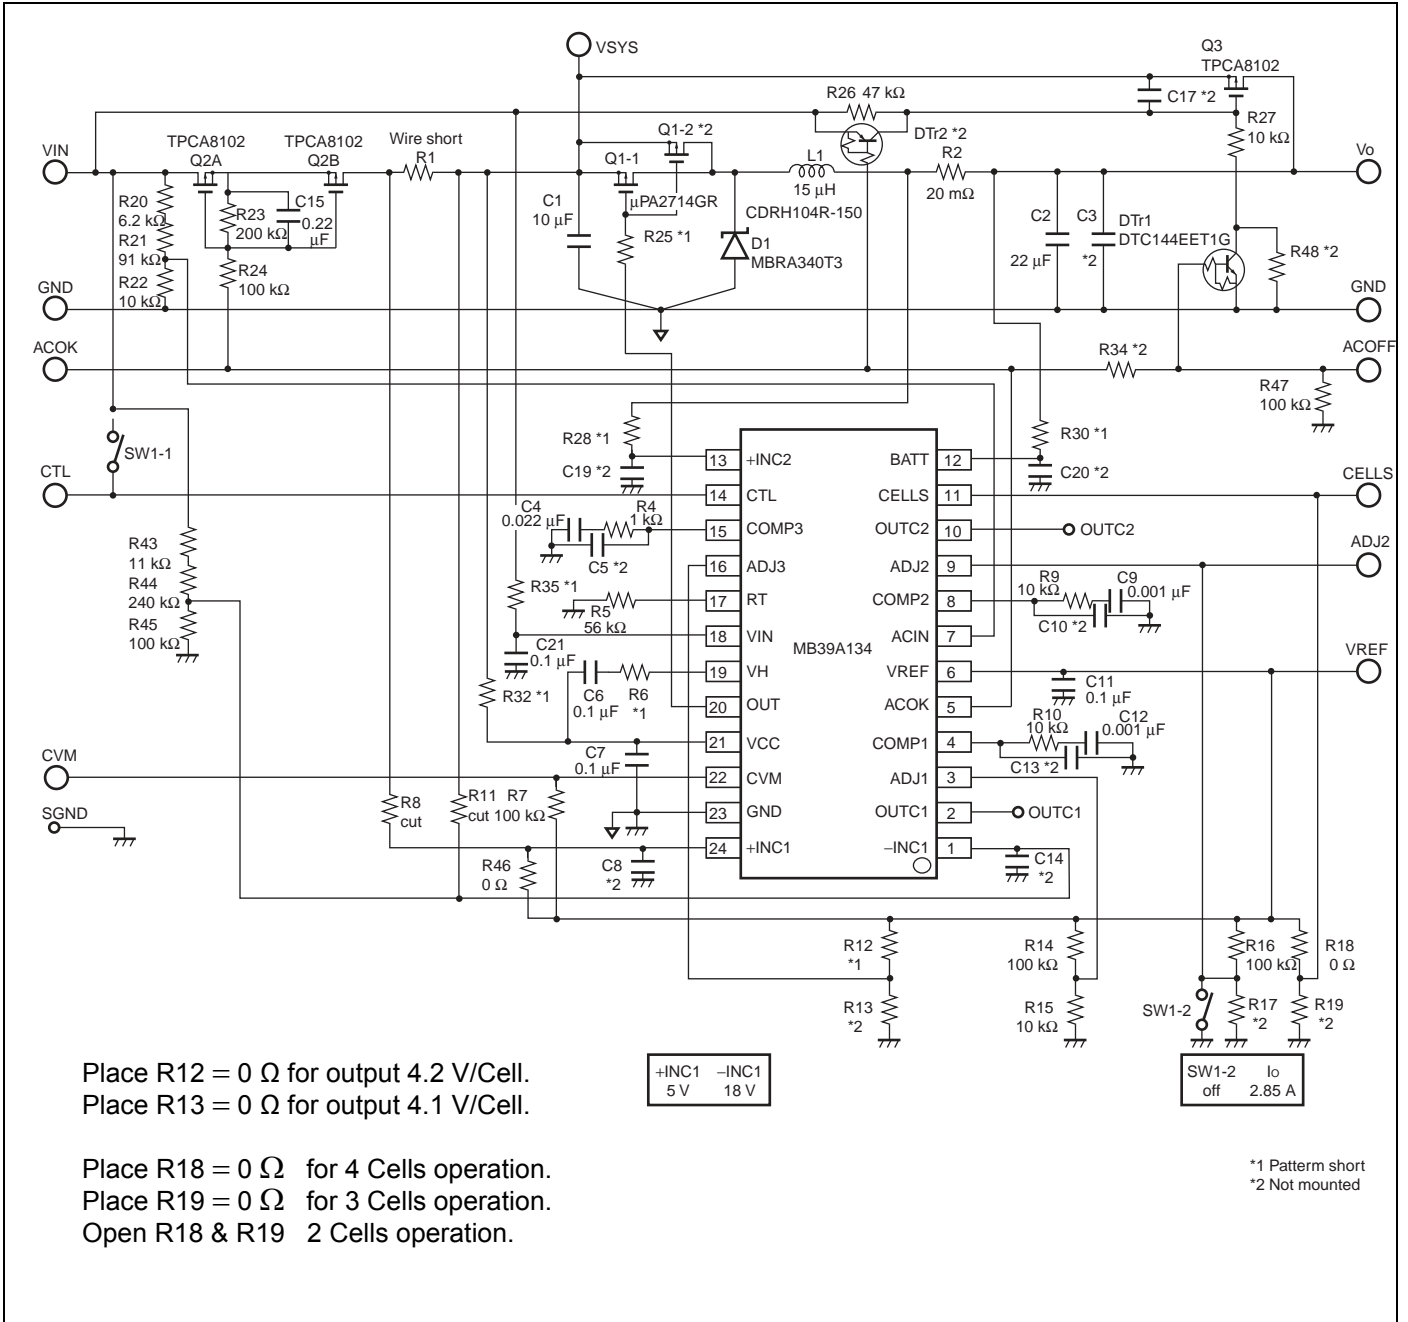 VSYS
Q3
TPCA8102
R26 47 kΩ
C17 *2
R27
10 kΩ
TPCA8102
Q2A
TPCA8102
Q2B
Wire short
R1
Q1-2 *2
DTr2 *2
R2
20 mΩ
VIN
Vo
Q1-1
μPA2714GR
L1
15 μH
CDRH104R-150
R20
6.2 kΩ
R21
91 kΩ
R22
10 kΩ
R23
200 kΩ
C15
0.22
μF
R24
100 kΩ
C1
10 μF
R25 *1
D1
MBRA340T3
C2
22 μF
C3
*2
DTr1
DTC144EET1G
R48 *2
GND
GND
ACOK
R34 *2
ACOFF
R47
100 kΩ
SW1-1
R28 *1
C19 *2
R30 *1
C20 *2
CTL
CELLS
13 +INC2 BATT 12
14 CTL CELLS 11
15 COMP3 OUTC2 10
16 ADJ3 ADJ2 9
17 RT COMP2 8
18 VIN ACIN 7
MB39A134
19 VH VREF 6
20 OUT ACOK 5
21 VCC COMP1 4
22 CVM ADJ1 3
23 GND OUTC1 2
24 +INC1 −INC1 1
C4
0.022 μF
R4
1 kΩ
C5 *2
OUTC2
ADJ2
R43
11 kΩ
R44
240 kΩ
R45
100 kΩ
R35 *1
R5
56 kΩ
R9
10 kΩ
C9
0.001 μF
C10 *2
C21
0.1 μF
VREF
R32 *1
C6
0.1 μF
R6
*1
C11
0.1 μF
R10
10 kΩ
C12
0.001 μF
C13 *2
CVM
C7
0.1 μF
SGND
R8
cut
R11
cut
R7
100 kΩ
OUTC1
R46
0 Ω
C8
*2
C14
*2
R12
*1
R14
100 kΩ
R16
100 kΩ
R18
0 Ω
R13
*2
R15
10 kΩ
SW1-2
R17
*2
R19
*2
+INC1 −INC1
5 V 18 V
SW1-2 Io
off 2.85 A
Place R12 = 0 Ω for output 4.2 V/Cell.
Place R13 = 0 Ω for output 4.1 V/Cell.
Place R18 = 0 Ω for 4 Cells operation.
Place R19 = 0 Ω for 3 Cells operation.
Open R18 & R19 2 Cells operation.
*1 Patterm short
*2 Not mounted